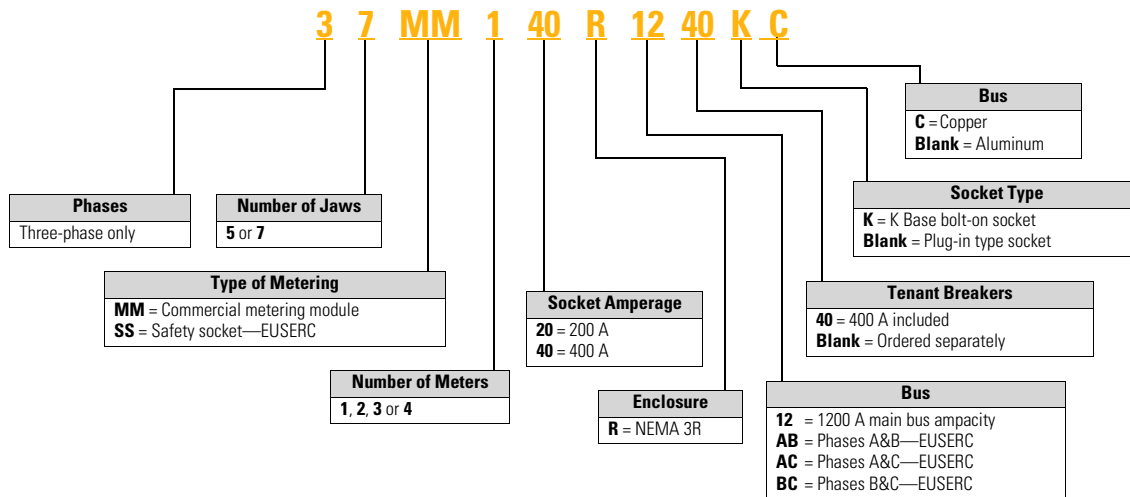 3 7 MM 1 40 R 12 40 K C
Bus
C = Copper
Blank = Aluminum
Socket Type
K = K Base bolt-on socket
Blank = Plug-in type socket
Phases
Three-phase only
Number of Jaws
5 or 7
Type of Metering
MM = Commercial metering module
SS = Safety socket—EUSERC
Socket Amperage
20 = 200 A
40 = 400 A
Tenant Breakers
40 = 400 A included
Blank = Ordered separately
Number of Meters
1, 2, 3 or 4
Enclosure
R = NEMA 3R
Bus
12 = 1200 A main bus ampacity
AB = Phases A&B—EUSERC
AC = Phases A&C—EUSERC
BC = Phases B&C—EUSERC